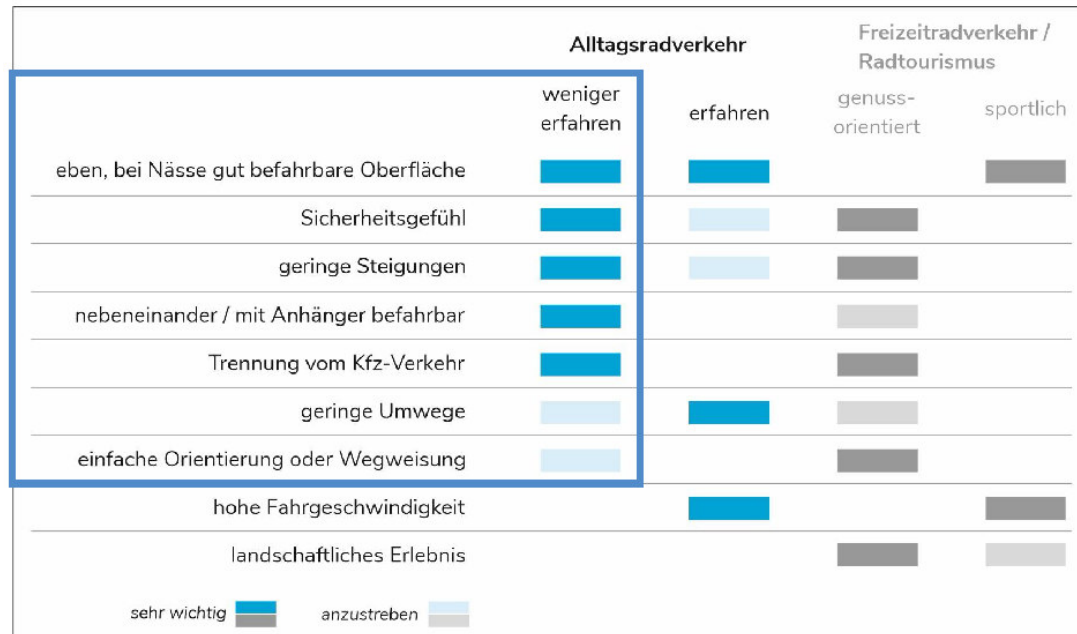 Alltagsradverkehr
Freizeitradverkehr /
Radtourismus
weniger
erfahren
erfahren
genuss-
orientiert
sportlich
eben, bei Nässe gut befahrbare Oberfläche
Sicherheitsgefühl
geringe Steigungen
nebeneinander / mit Anhänger befahrbar
Trennung vom Kfz-Verkehr
geringe Umwege
einfache Orientierung oder Wegweisung
hohe Fahrgeschwindigkeit
landschaftliches Erlebnis
sehr wichtig
anzustreben